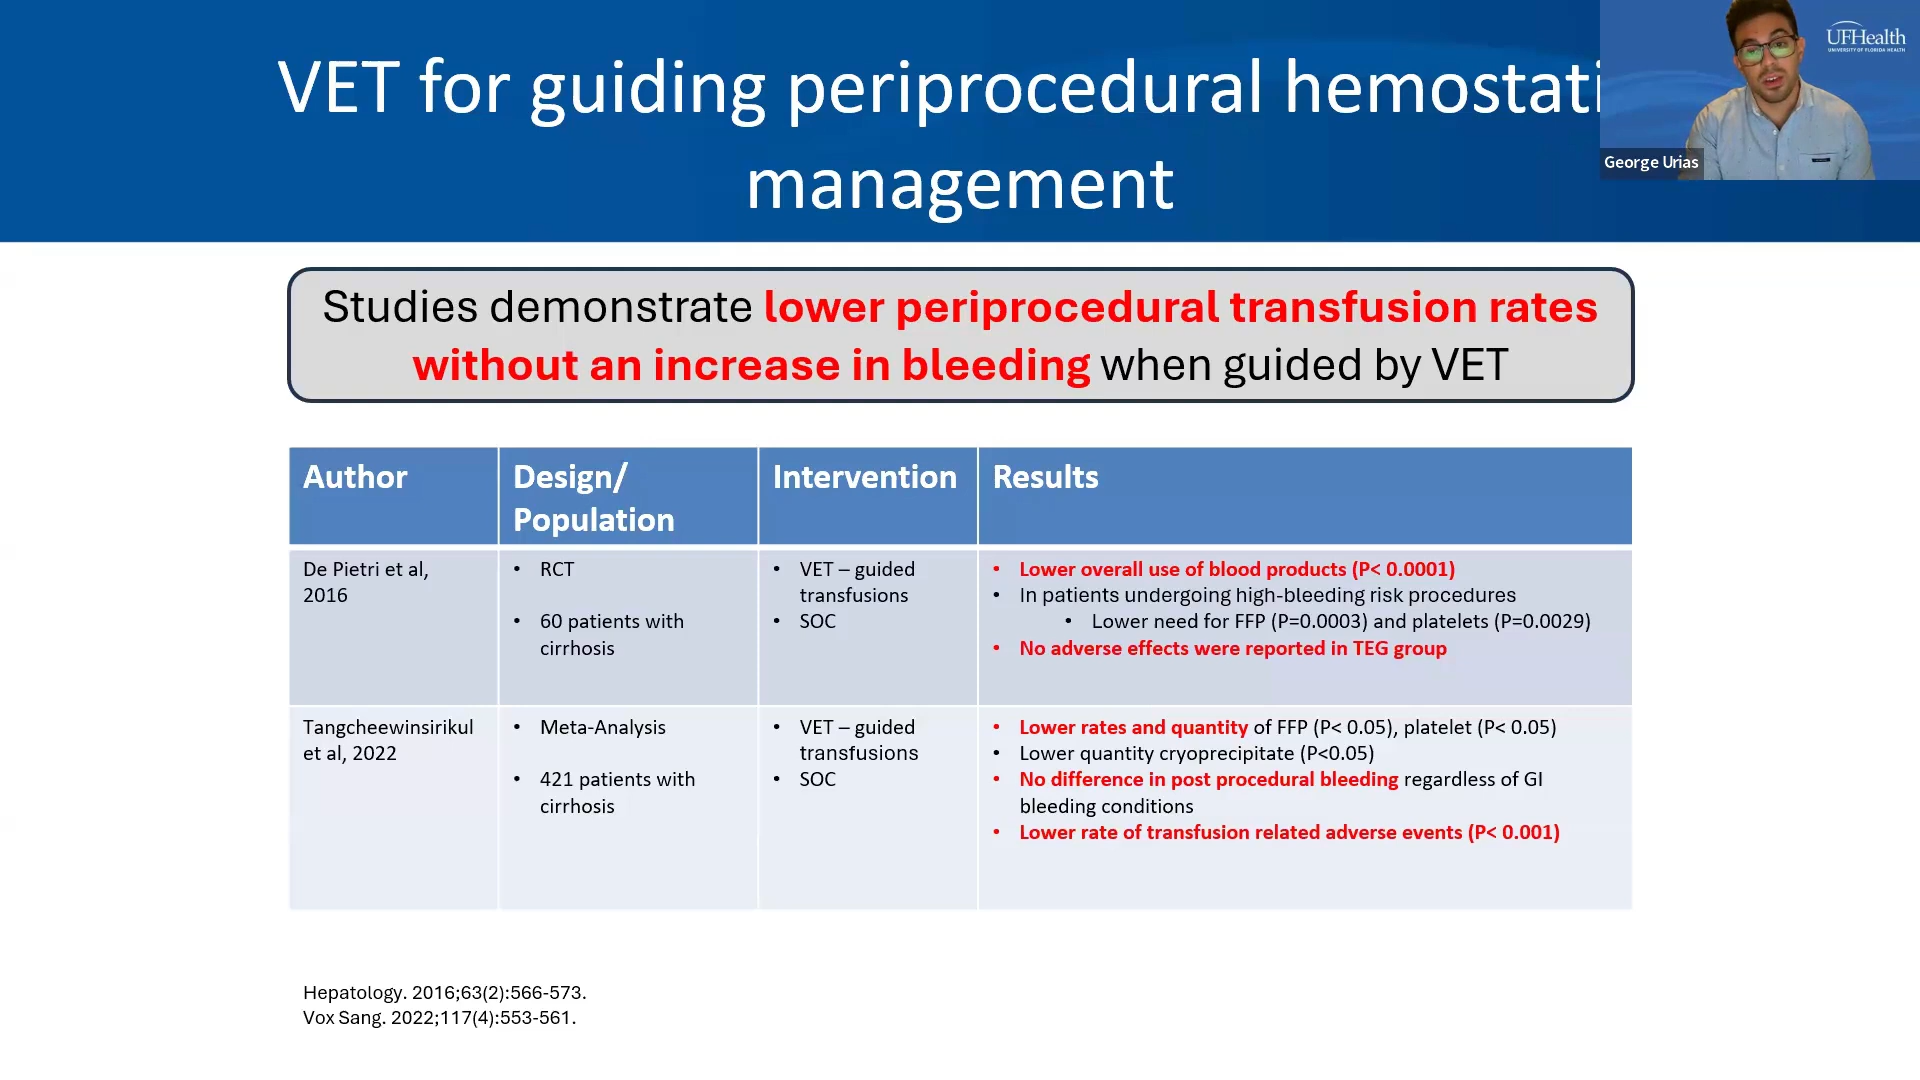 VET for guiding periprocedural hemostati
management
UFHealth
UNIVERSITY OF FLORIDA HEALTH
George Urias
Studies demonstrate lower periprocedural transfusion rates
without an increase in bleeding when guided by VET
Author
Design/
Population
Intervention
Results
De Pietri et al,
2016
• RCT
• 60 patients with
cirrhosis
• VET – guided
transfusions
• SOC
• Lower overall use of blood products (P< 0.0001)
• In patients undergoing high-bleeding risk procedures
• Lower need for FFP (P=0.0003) and platelets (P=0.0029)
• No adverse effects were reported in TEG group
Tangcheewinsirikul
et al, 2022
• Meta-Analysis
• 421 patients with
cirrhosis
• VET – guided
transfusions
• SOC
• Lower rates and quantity of FFP (P< 0.05), platelet (P< 0.05)
• Lower quantity cryoprecipitate (P<0.05)
• No difference in post procedural bleeding regardless of GI
bleeding conditions
• Lower rate of transfusion related adverse events (P< 0.001)
Hepatology. 2016;63(2):566-573.
Vox Sang. 2022;117(4):553-561.